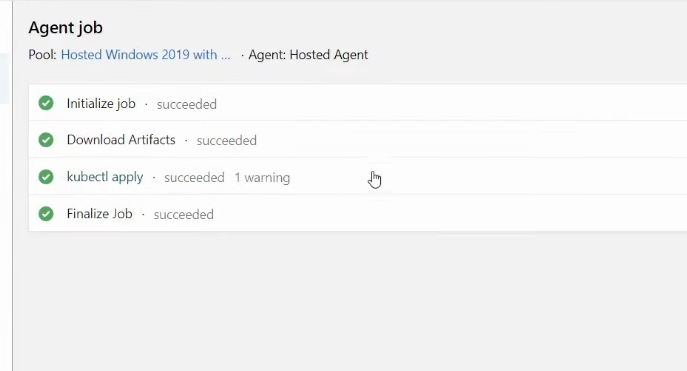 Agent job
Pool: Hosted Windows 2019 with ... · Agent: Hosted Agent
Initialize job · succeeded
Download Artifacts · succeeded
kubectl apply · succeeded 1 warning
Finalize Job · succeeded